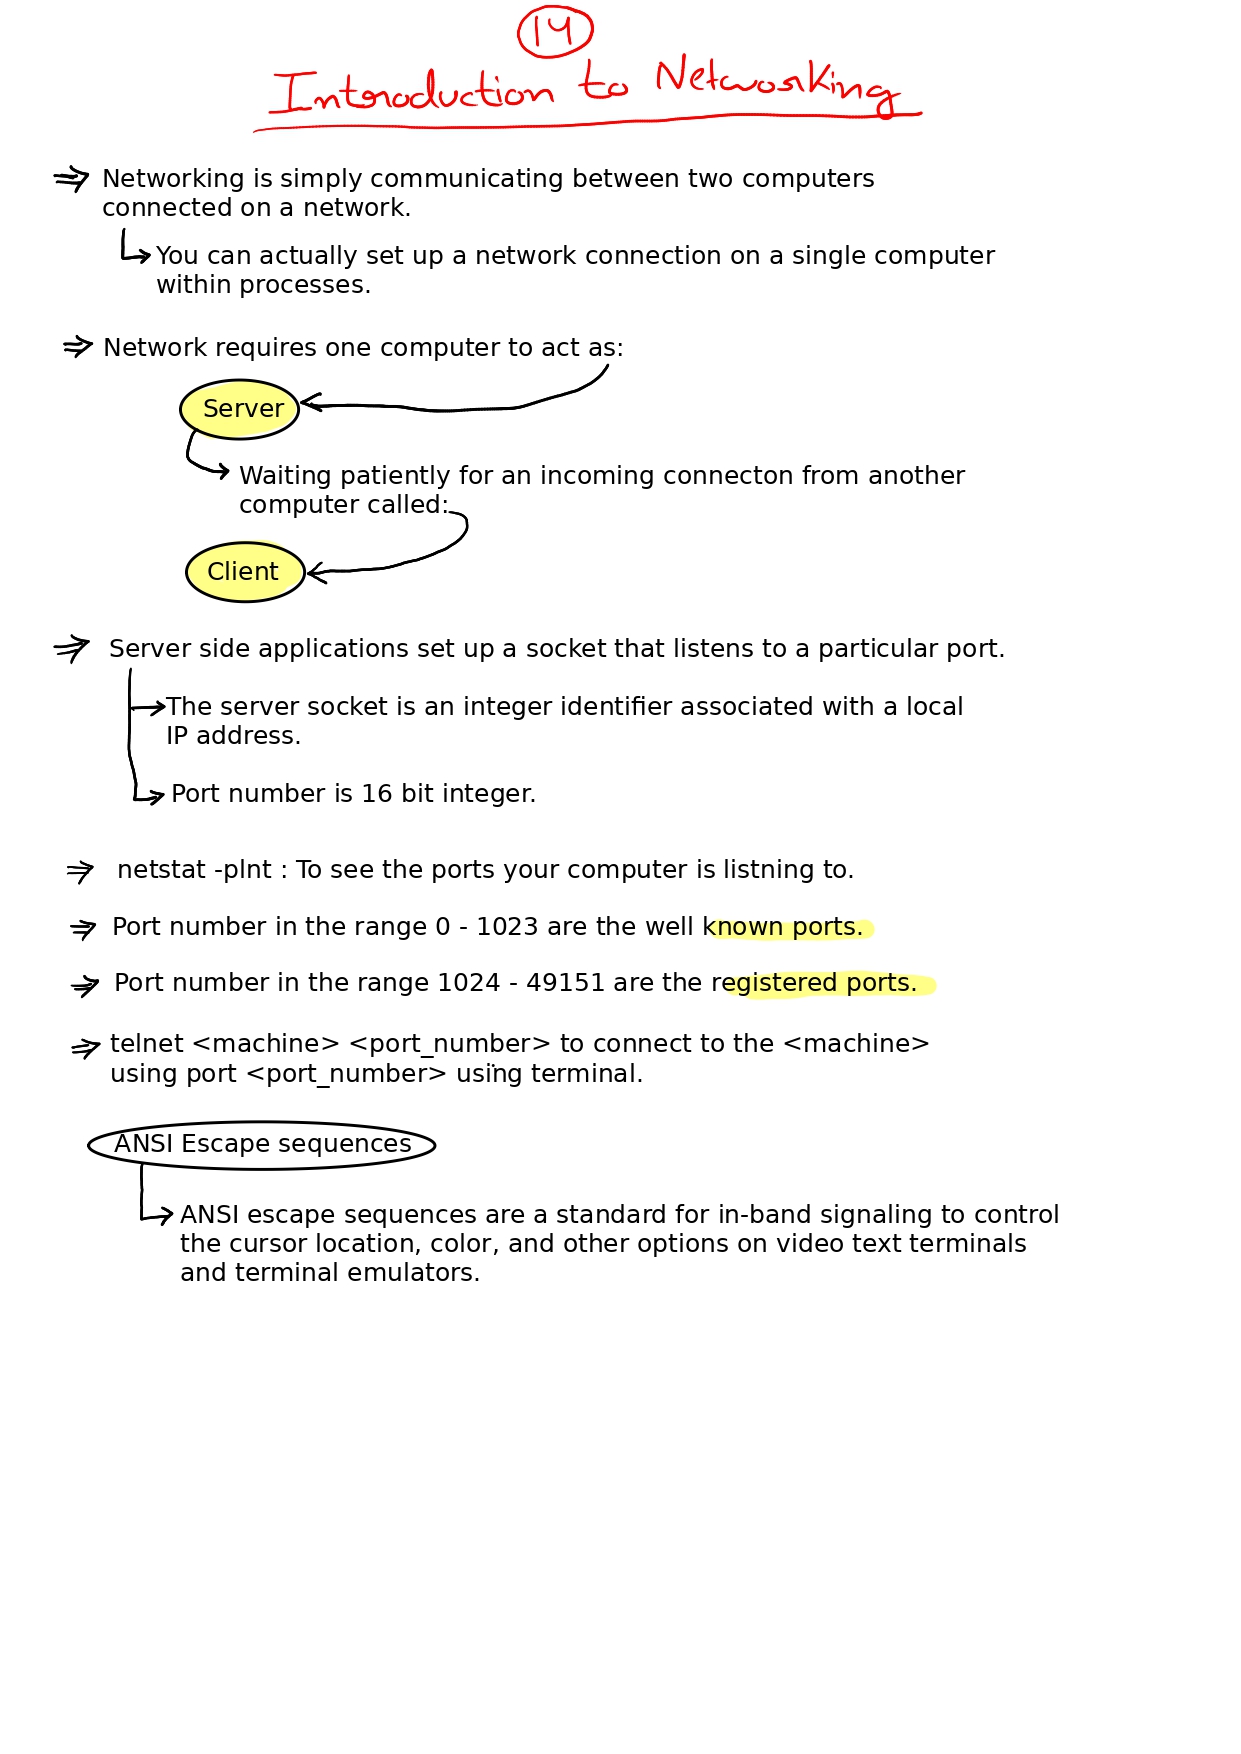 14
Introduction to Networking
Networking is simply communicating between two computers
connected on a network.
You can actually set up a network connection on a single computer
within processes.
Network requires one computer to act as:
Server
Waiting patiently for an incoming connecton from another
computer called:
Client
Server side applications set up a socket that listens to a particular port.
The server socket is an integer identifier associated with a local
IP address.
Port number is 16 bit integer.
netstat -plnt : To see the ports your computer is listning to.
Port number in the range 0 - 1023 are the well known ports.
Port number in the range 1024 - 49151 are the registered ports.
telnet <machine> <port_number> to connect to the <machine>
using port <port_number> using terminal.
ANSI Escape sequences
ANSI escape sequences are a standard for in-band signaling to control
the cursor location, color, and other options on video text terminals
and terminal emulators.